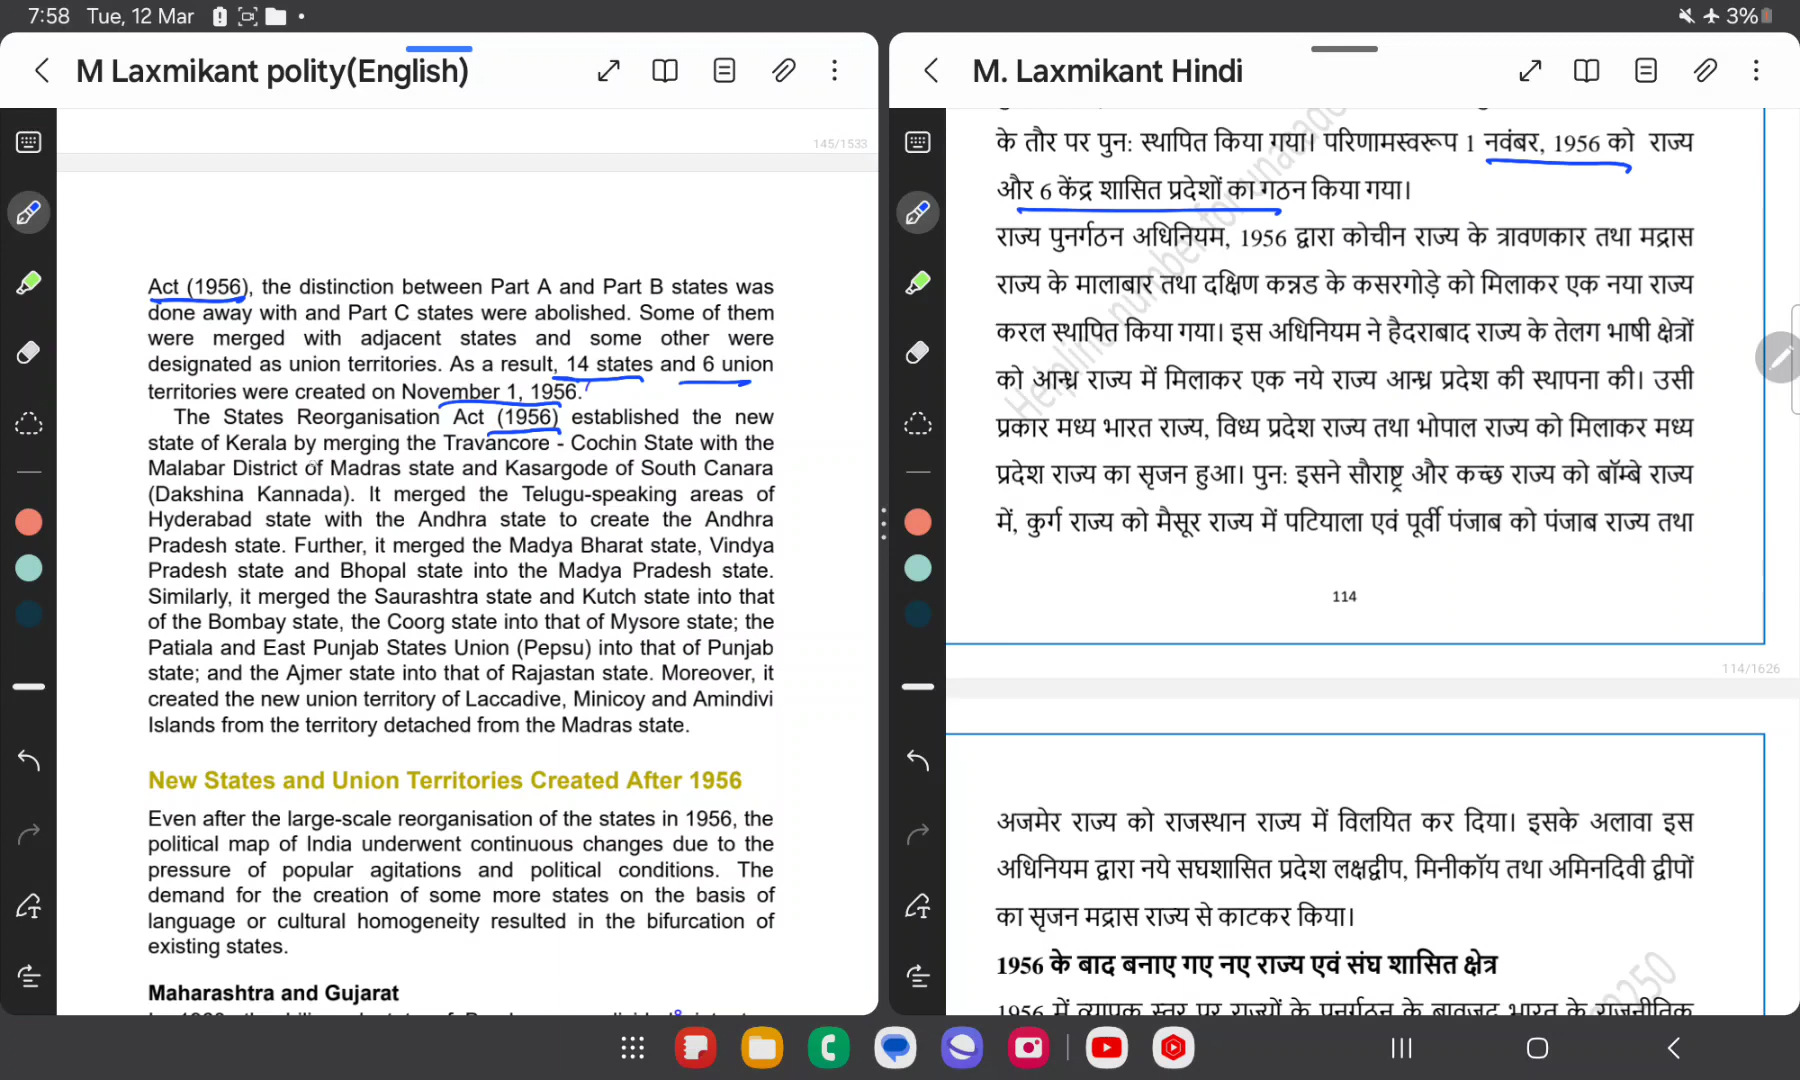 7:58 Tue, 12 Mar
3%
M Laxmikant polity(English)
145/1533
Act (1956), the distinction between Part A and Part B states was
done away with and Part C states were abolished. Some of them
were merged with adjacent states and some other were
designated as union territories. As a result, 14 states and 6 union
territories were created on November 1, 1956.7
The States Reorganisation Act (1956) established the new
state of Kerala by merging the Travancore - Cochin State with the
Malabar District of Madras state and Kasargode of South Canara
(Dakshina Kannada). It merged the Telugu-speaking areas of
Hyderabad state with the Andhra state to create the Andhra
Pradesh state. Further, it merged the Madya Bharat state, Vindya
Pradesh state and Bhopal state into the Madya Pradesh state.
Similarly, it merged the Saurashtra state and Kutch state into that
of the Bombay state, the Coorg state into that of Mysore state; the
Patiala and East Punjab States Union (Pepsu) into that of Punjab
state; and the Ajmer state into that of Rajastan state. Moreover, it
created the new union territory of Laccadive, Minicoy and Amindivi
Islands from the territory detached from the Madras state.
New States and Union Territories Created After 1956
Even after the large-scale reorganisation of the states in 1956, the
political map of India underwent continuous changes due to the
pressure of popular agitations and political conditions. The
demand for the creation of some more states on the basis of
language or cultural homogeneity resulted in the bifurcation of
existing states.
Maharashtra and Gujarat
M. Laxmikant Hindi
के तौर पर पुन: स्थापित किया गया। परिणामस्वरूप 1 नवंबर, 1956 को राज्य
और 6 केंद्र शासित प्रदेशों का गठन किया गया।
राज्य पुनर्गठन अधिनियम, 1956 द्वारा कोचीन राज्य के त्रावणकार तथा मद्रास
राज्य के मालाबार तथा दक्षिण कन्नड के कसरगोड़े को मिलाकर एक नया राज्य
करल स्थापित किया गया। इस अधिनियम ने हैदराबाद राज्य के तेलग भाषी क्षेत्रों
को आन्ध्र राज्य में मिलाकर एक नये राज्य आन्ध्र प्रदेश की स्थापना की। उसी
प्रकार मध्य भारत राज्य, विध्य प्रदेश राज्य तथा भोपाल राज्य को मिलाकर मध्य
प्रदेश राज्य का सृजन हुआ। पुन: इसने सौराष्ट्र और कच्छ राज्य को बॉम्बे राज्य
में, कुर्ग राज्य को मैसूर राज्य में पटियाला एवं पूर्वी पंजाब को पंजाब राज्य तथा
114
114/1626
अजमेर राज्य को राजस्थान राज्य में विलयित कर दिया। इसके अलावा इस
अधिनियम द्वारा नये सघशासित प्रदेश लक्षद्वीप, मिनीकॉय तथा अमिनदिवी द्वीपों
का सृजन मद्रास राज्य से काटकर किया।
1956 के बाद बनाए गए नए राज्य एवं संघ शासित क्षेत्र
1956 में व्यापक स्तर पर राज्यों के पुनर्गठन के बावजूद भारत के राजनीतिक